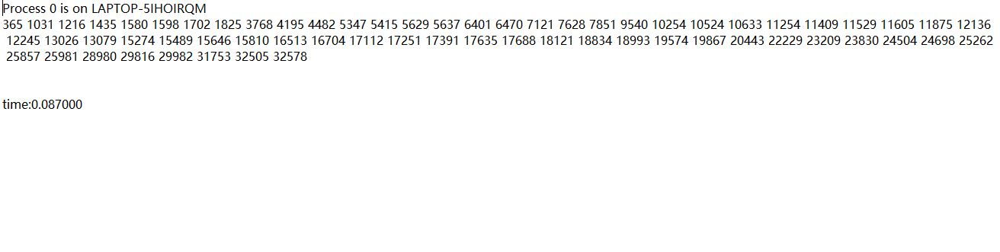 Process 0 is on LAPTOP-5IHOIRQM
365 1031 1216 1435 1580 1598 1702 1825 3768 4195 4482 5347 5415 5629 5637 6401 6470 7121 7628 7851 9540 10254 10524 10633 11254 11409 11529 11605 11875 12136
12245 13026 13079 15274 15489 15646 15810 16513 16704 17112 17251 17391 17635 17688 18121 18834 18993 19574 19867 20443 22229 23209 23830 24504 24698 25262
25857 25981 28980 29816 29982 31753 32505 32578
time:0.087000